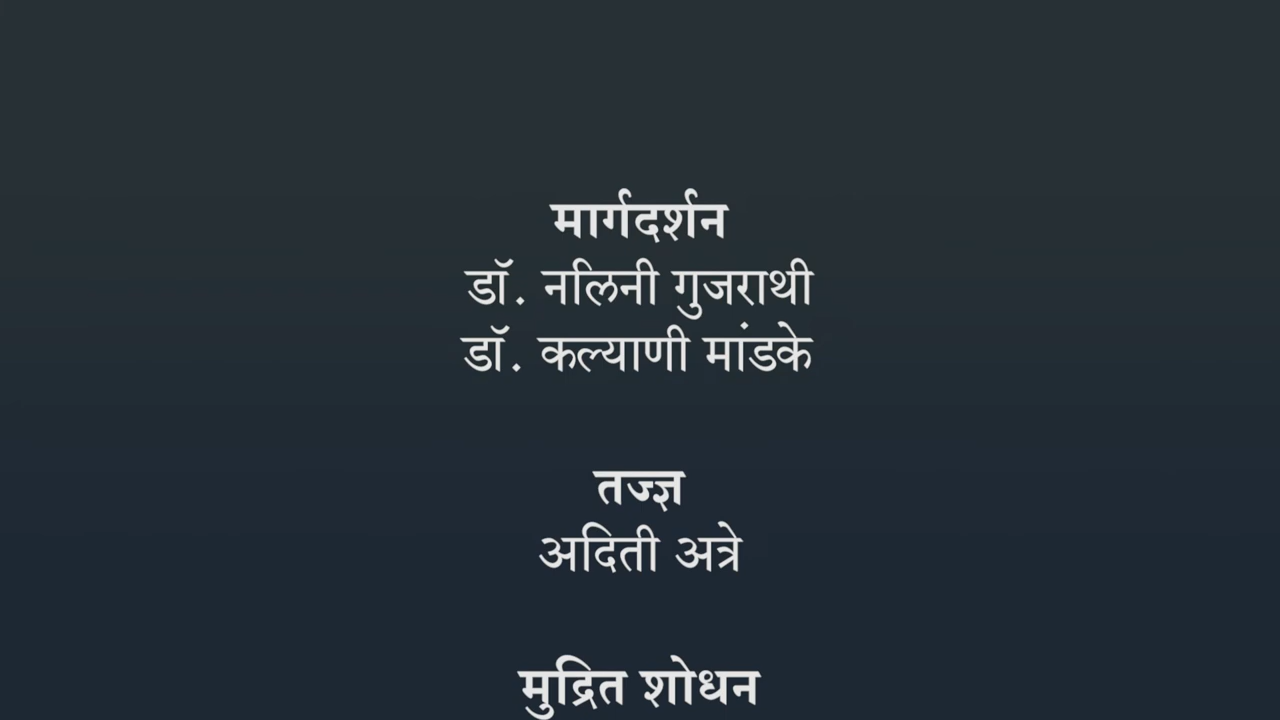 मार्गदर्शन
डॉ. नलिनी गुजराथी
डॉ. कल्याणी मांडके
तज्ज्ञ
अदिती अत्रे
मुद्रित शोधन